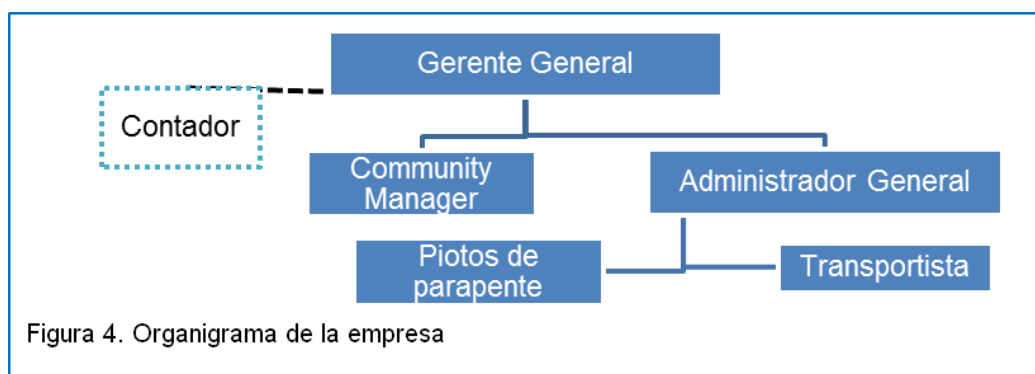 Gerente General
Contador
Community
Manager
Administrador General
Piotos de
parapente
Transportista
Figura 4. Organigrama de la empresa